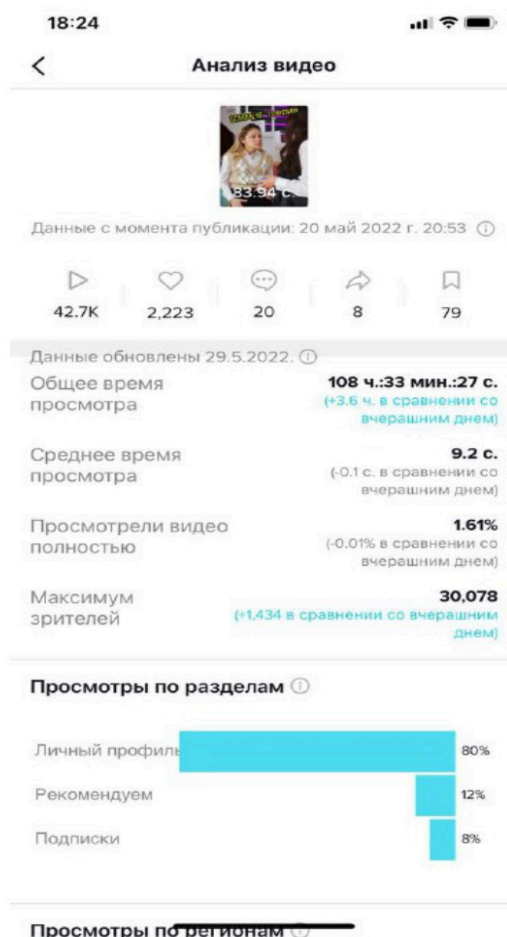 18:24
Анализ видео
83.94 с.
Данные с момента публикации: 20 май 2022 г. 20:53
42.7K 2,223 20 8 79
Данные обновлены 29.5.2022.
Общее время просмотра
108 ч.:33 мин.:27 с.
(+3.6 ч. в сравнении со
вчерашним днем)
Среднее время
просмотра
9.2 с.
(-0.1 с. в сравнении со
вчерашним днем)
Просмотрели видео
полностью
1.61%
(-0.01% в сравнении со
вчерашним днем)
Максимум
зрителей
30,078
(+1,434 в сравнении со вчерашним
днем)
Просмотры по разделам
Личный профиль 80%
Рекомендуем 12%
Подписки 8%
Просмотры по регионам